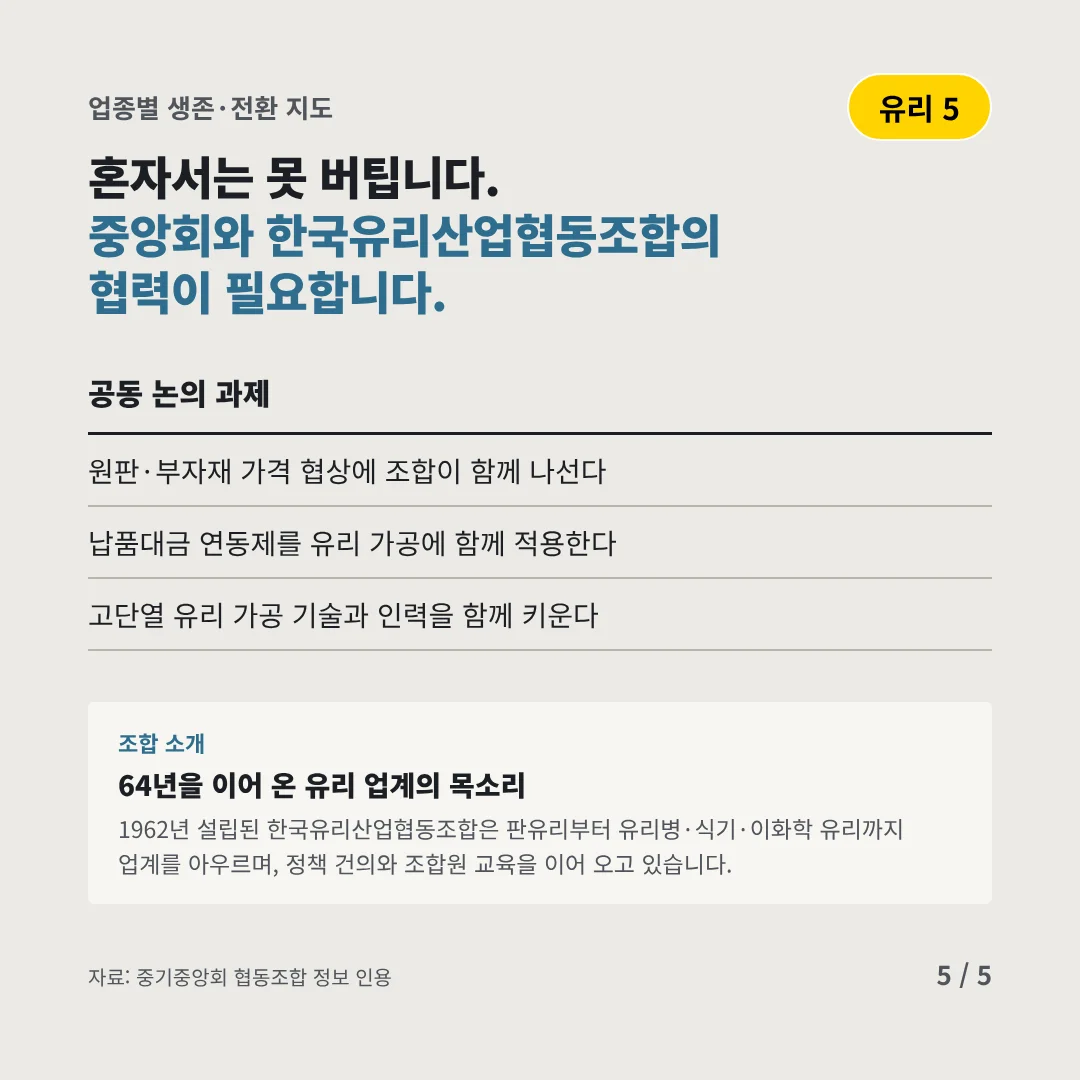 업종별 생존·전환 지도
유리 5
혼자서는 못 버팁니다.
중앙회와 한국유리산업협동조합의
협력이 필요합니다.
공동 논의 과제
원판·부자재 가격 협상에 조합이 함께 나선다
납품대금 연동제를 유리 가공에 함께 적용한다
고단열 유리 가공 기술과 인력을 함께 키운다
조합 소개
64년을 이어 온 유리 업계의 목소리
1962년 설립된 한국유리산업협동조합은 판유리부터 유리병·식기·이화학 유리까지
업계를 아우르며, 정책 건의와 조합원 교육을 이어 오고 있습니다.
자료: 중기중앙회 협동조합 정보 인용
5 / 5